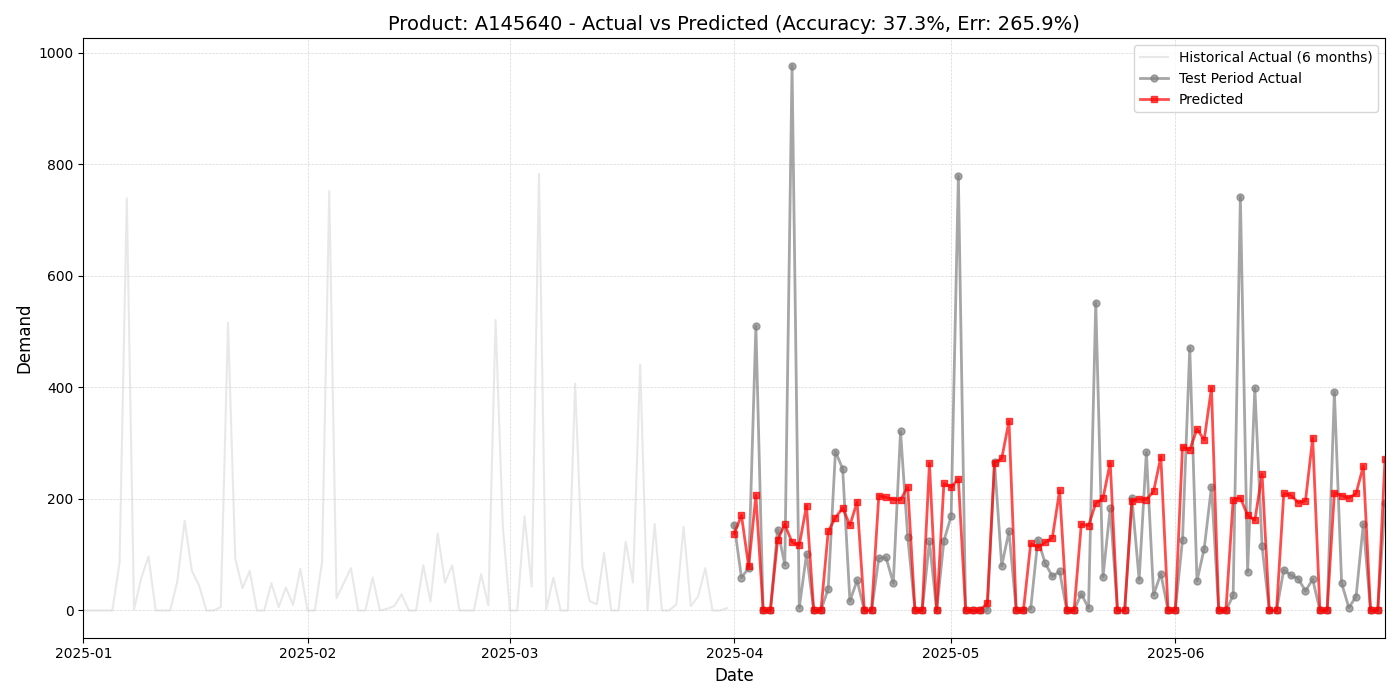 Product: A145640 - Actual vs Predicted (Accuracy: 37.3%, Err: 265.9%)
Historical Actual (6 months)
Test Period Actual
Predicted
Demand
1000
800
600
400
200
0
2025-01
2025-02
2025-03
2025-04
2025-05
2025-06
Date